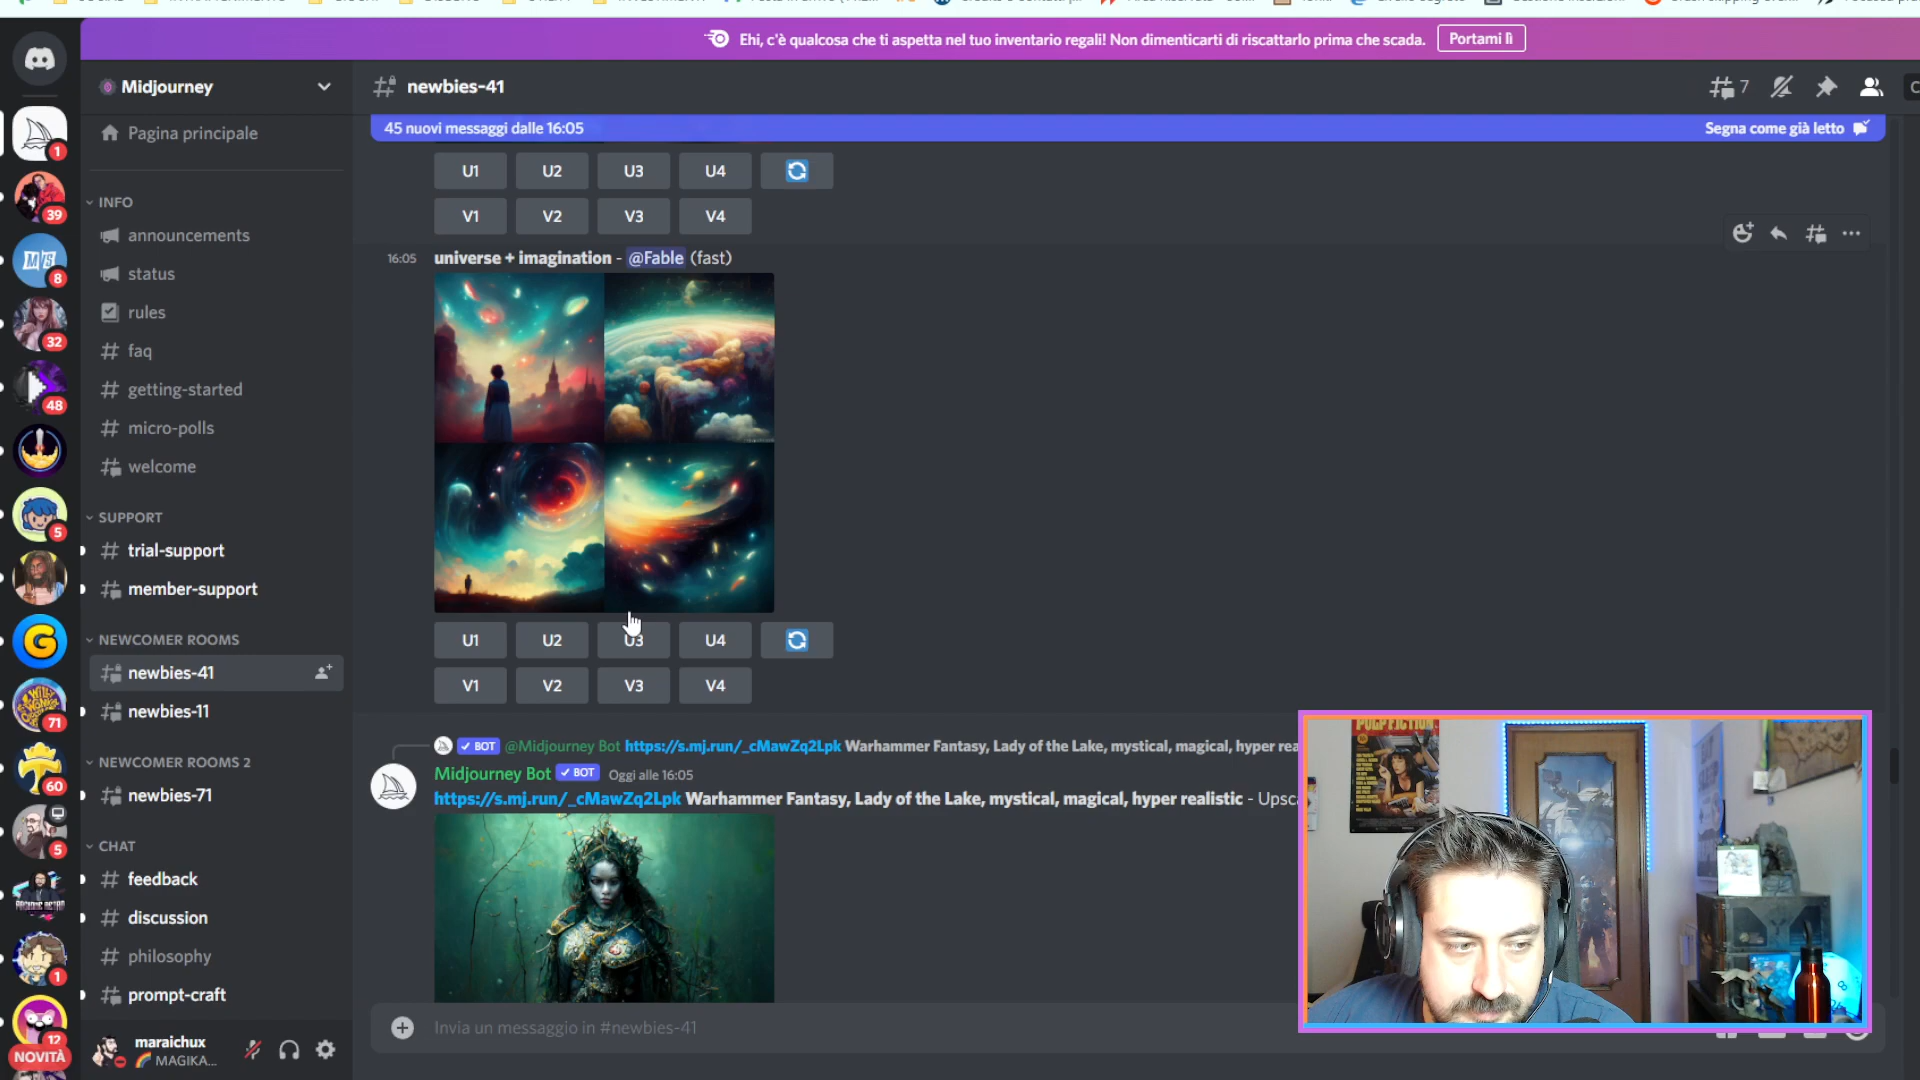 Ehi, c'è qualcosa che ti aspetta nel tuo inventario regali! Non dimenticarti di riscattarlo prima che scada.
Portami lì
Midjourney
newbies-41
7
45 nuovi messaggi dalle 16:05
Segna come già letto
Pagina principale
INFO
announcements
status
rules
faq
getting-started
micro-polls
welcome
SUPPORT
trial-support
member-support
NEWCOMER ROOMS
newbies-41
newbies-11
NEWCOMER ROOMS 2
newbies-71
CHAT
feedback
discussion
philosophy
prompt-craft
maraichux
MAGIKA...
1
39
8
32
48
5
G
71
60
5
1
12
NOVITÀ
U1 U2 U3 U4
V1 V2 V3 V4
16:05 universe + imagination - @Fable (fast)
U1 U2 U3 U4
V1 V2 V3 V4
BOT @Midjourney Bot https://s.mj.run/_cMawZq2Lpk Warhammer Fantasy, Lady of the Lake, mystical, magical, hyper rea
Midjourney Bot BOT Oggi alle 16:05
https://s.mj.run/_cMawZq2Lpk Warhammer Fantasy, Lady of the Lake, mystical, magical, hyper realistic - Upsca
Invia un messaggio in #newbies-41
PULP FICTION